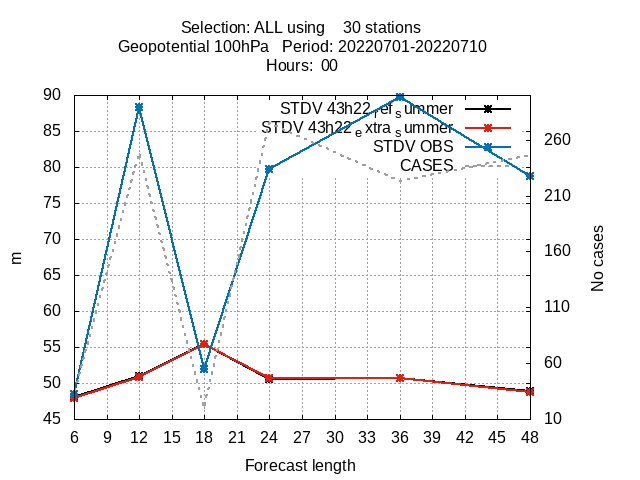 Selection: ALL using 30 stations
Geopotential 100hPa Period: 20220701-20220710
Hours: 00
STDV 43h22refsummer
STDV 43h22extrasummer
STDV OBS
CASES
90
85
80
75
70
65
60
55
50
45
260
210
160
110
60
10
m
No cases
6 9 12 15 18 21 24 27 30 33 36 39 42 45 48
Forecast length